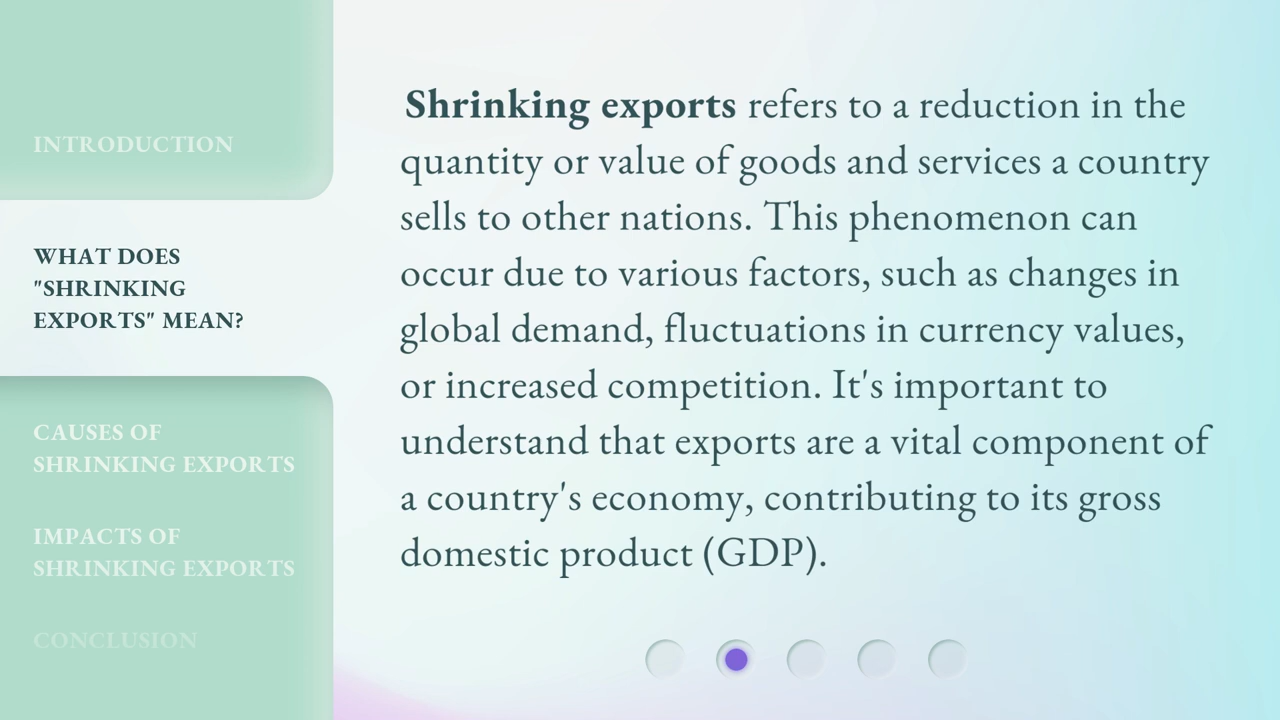 INTRODUCTION
WHAT DOES
"SHRINKING
EXPORTS" MEAN?
CAUSES OF
SHRINKING EXPORTS
IMPACTS OF
SHRINKING EXPORTS
CONCLUSION
Shrinking exports refers to a reduction in the
quantity or value of goods and services a country
sells to other nations. This phenomenon can
occur due to various factors, such as changes in
global demand, fluctuations in currency values,
or increased competition. It's important to
understand that exports are a vital component of
a country's economy, contributing to its gross
domestic product (GDP).